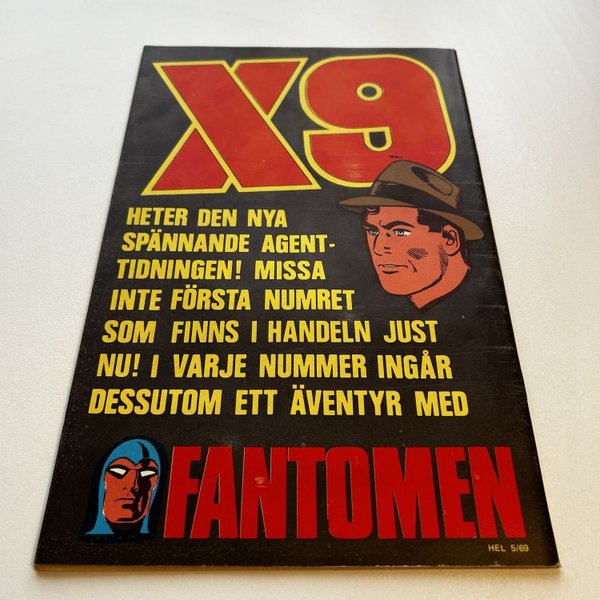 X9
HETER DEN NYA
SPÄNNANDE AGENT-
TIDNINGEN! MISSA
INTE FÖRSTA NUMRET
SOM FINNS I HANDELN JUST
NU! I VARJE NUMMER INGÅR
DESSUTOM ETT ÄVENTYR MED
FANTOMEN
HEL 5/69